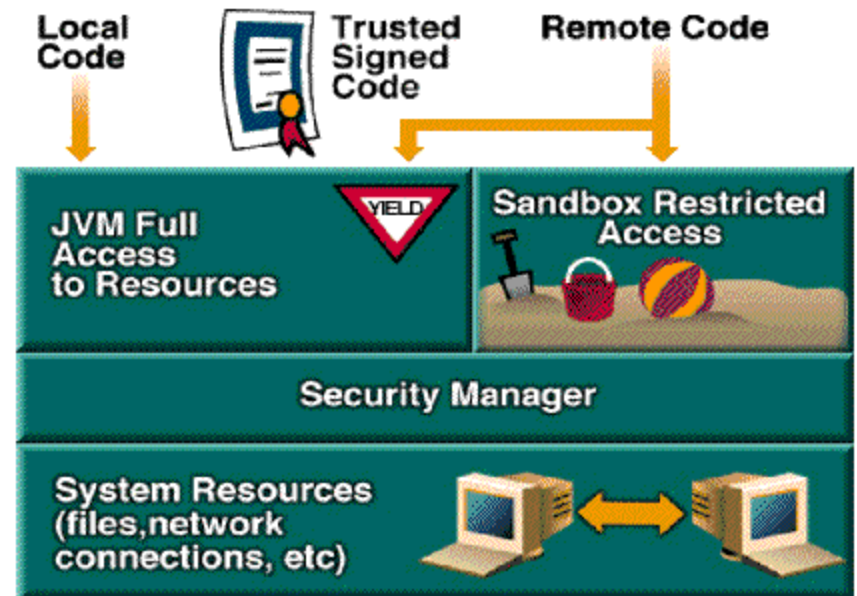 Local
Code
Trusted
Signed
Code
Remote Code
JVM Full
Access
to Resources
YIELD
Sandbox Restricted
Access
Security Manager
System Resources
(files,network
connections, etc)